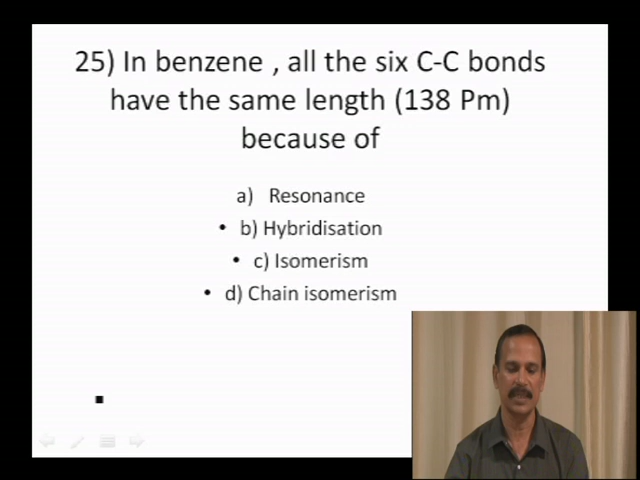 25) In benzene , all the six C-C bonds
have the same length (138 Pm)
because of
a) Resonance
• b) Hybridisation
• c) Isomerism
• d) Chain isomerism